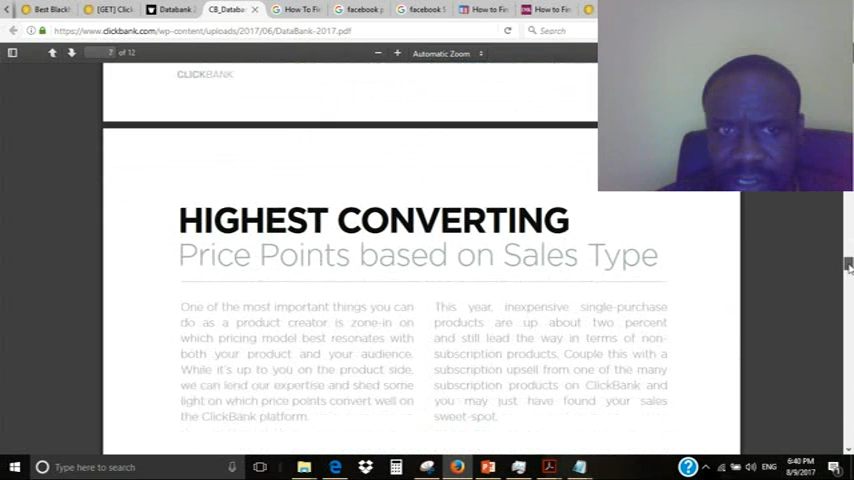 Best Black
[GET] Click
Databank
CB_Databa
How To Fi
facebook p
facebook
How to Fin
How to Fin
https://www.clickbank.com/wp-content/uploads/2017/06/DataBank-2017.pdf
Search
7 of 12
Automatic Zoom
CLICKBANK
HIGHEST CONVERTING
Price Points based on Sales Type
One of the most important things you can
do as a product creator is zone-in on
which pricing model best resonates with
both your product and your audience.
While it's up to you on the product side,
we can lend our expertise and shed some
light on which price points convert well on
the ClickBank platform.
This year, inexpensive single-purchase
products are up about two percent
and still lead the way in terms of non-
subscription products. Couple this with a
subscription upsell from one of the many
subscription products on ClickBank and
you may just have found your sales
sweet-spot.
Type here to search
ENG
6:40 PM
8/9/2017